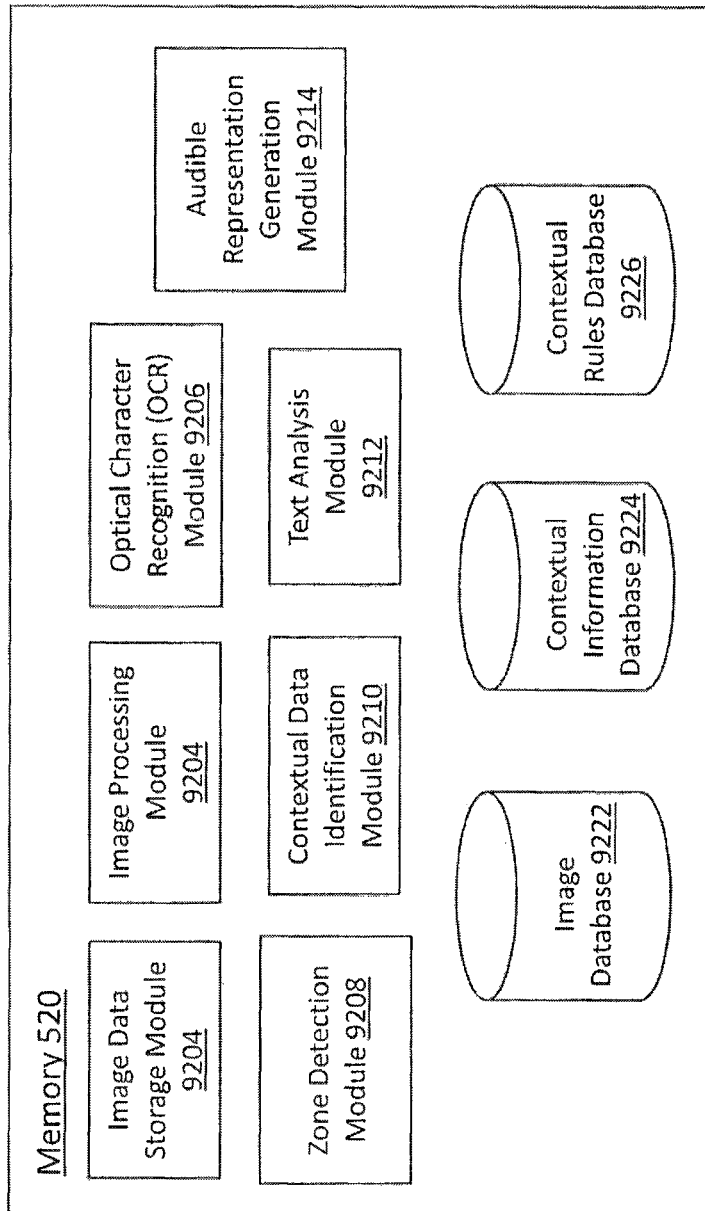 Memory 520
Image Data
Storage Module
9204
Image Processing
Module
9204
Optical Character
Recognition (OCR)
Module 9206
Audible
Representation
Generation
Module 9214
Zone Detection
Module 9208
Contextual Data
Identification
Module 9210
Text Analysis
Module
9212
Image
Database 9222
Contextual
Information
Database 9224
Contextual
Rules Database
9226